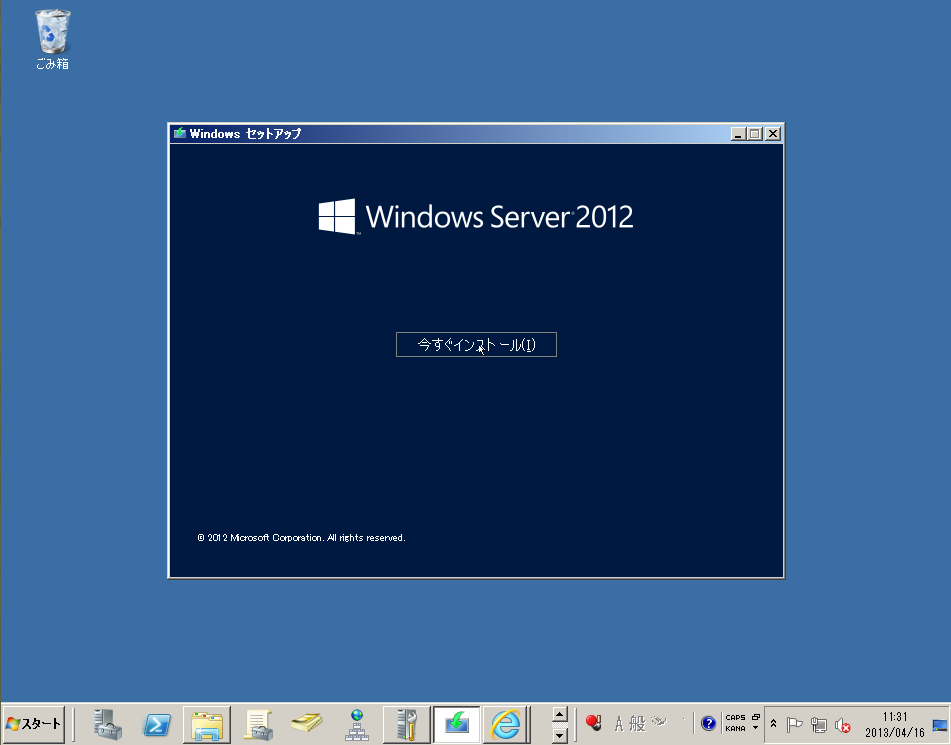 ごみ箱
Windows セットアップ
Windows Server 2012
今すぐインストール(I)
© 2012 Microsoft Corporation. All rights reserved.
スタート
A 般
CAPS
KANA
11:31
2013/04/16